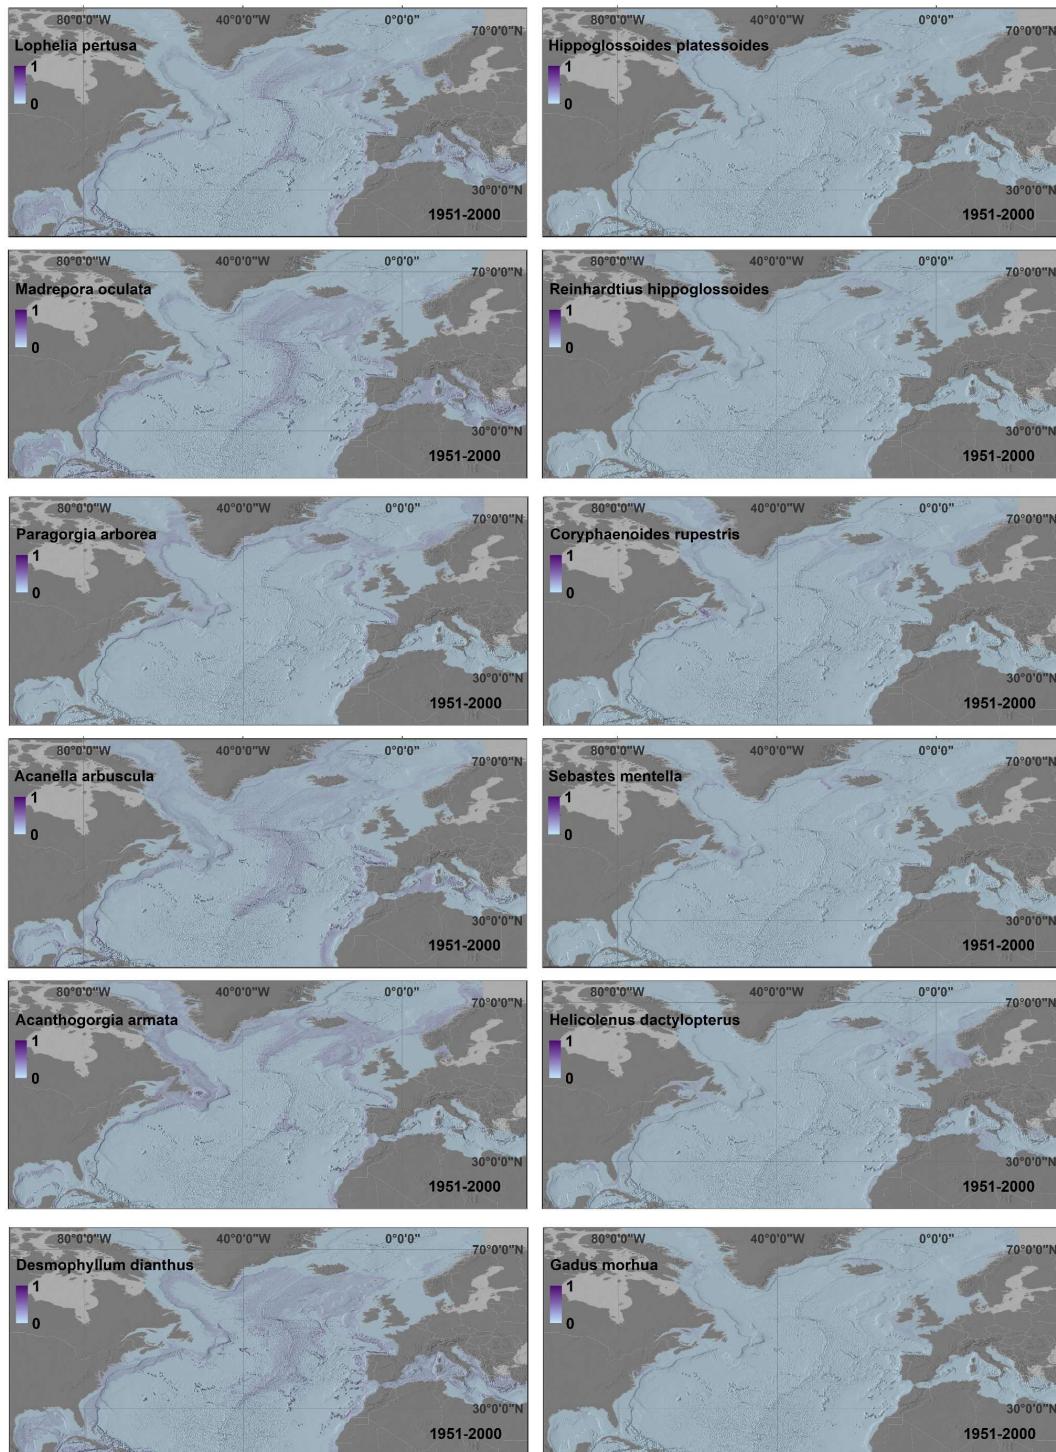 80°0'0"W 40°0'0"W 0°0'0"
70°0'0"N
Lophelia pertusa
1
0
30°0'0"N
1951-2000
80°0'0"W 40°0'0"W 0°0'0"
70°0'0"N
Hippoglossoides platessoides
1
0
30°0'0"N
1951-2000
80°0'0"W 40°0'0"W 0°0'0"
70°0'0"N
Madrepora oculata
1
0
30°0'0"N
1951-2000
80°0'0"W 40°0'0"W 0°0'0"
70°0'0"N
Reinhardtius hippoglossoides
1
0
30°0'0"N
1951-2000
80°0'0"W 40°0'0"W 0°0'0"
70°0'0"N
Paragorgia arborea
1
0
30°0'0"N
1951-2000
80°0'0"W 40°0'0"W 0°0'0"
70°0'0"N
Coryphaenoides rupestris
1
0
30°0'0"N
1951-2000
80°0'0"W 40°0'0"W 0°0'0"
70°0'0"N
Acanella arbuscula
1
0
30°0'0"N
1951-2000
80°0'0"W 40°0'0"W 0°0'0"
70°0'0"N
Sebastes mentella
1
0
30°0'0"N
1951-2000
80°0'0"W 40°0'0"W 0°0'0"
70°0'0"N
Acanthogorgia armata
1
0
30°0'0"N
1951-2000
80°0'0"W 40°0'0"W 0°0'0"
70°0'0"N
Helicolenus dactylopterus
1
0
30°0'0"N
1951-2000
80°0'0"W 40°0'0"W 0°0'0"
70°0'0"N
Desmophyllum dianthus
1
0
30°0'0"N
1951-2000
80°0'0"W 40°0'0"W 0°0'0"
70°0'0"N
Gadus morhua
1
0
30°0'0"N
1951-2000